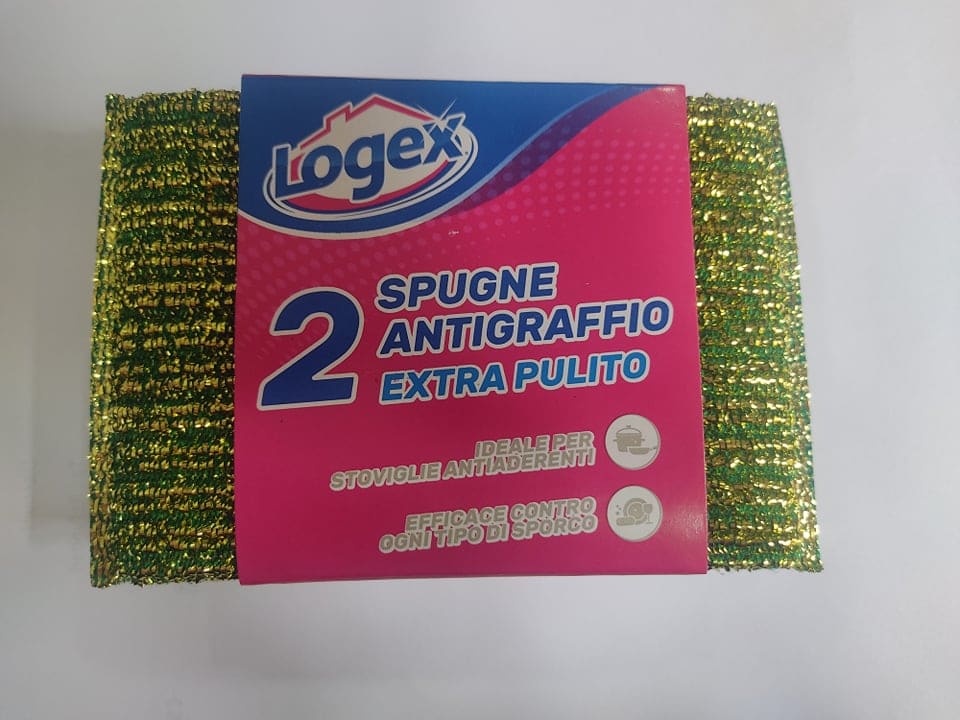 Logex
2
SPUGNE
ANTIGRAFFIO
EXTRA PULITO
IDEALE PER
STOVIGLIE ANTIADERENTI
EFFICACE CONTRO
OGNI TIPO DI SPORCO